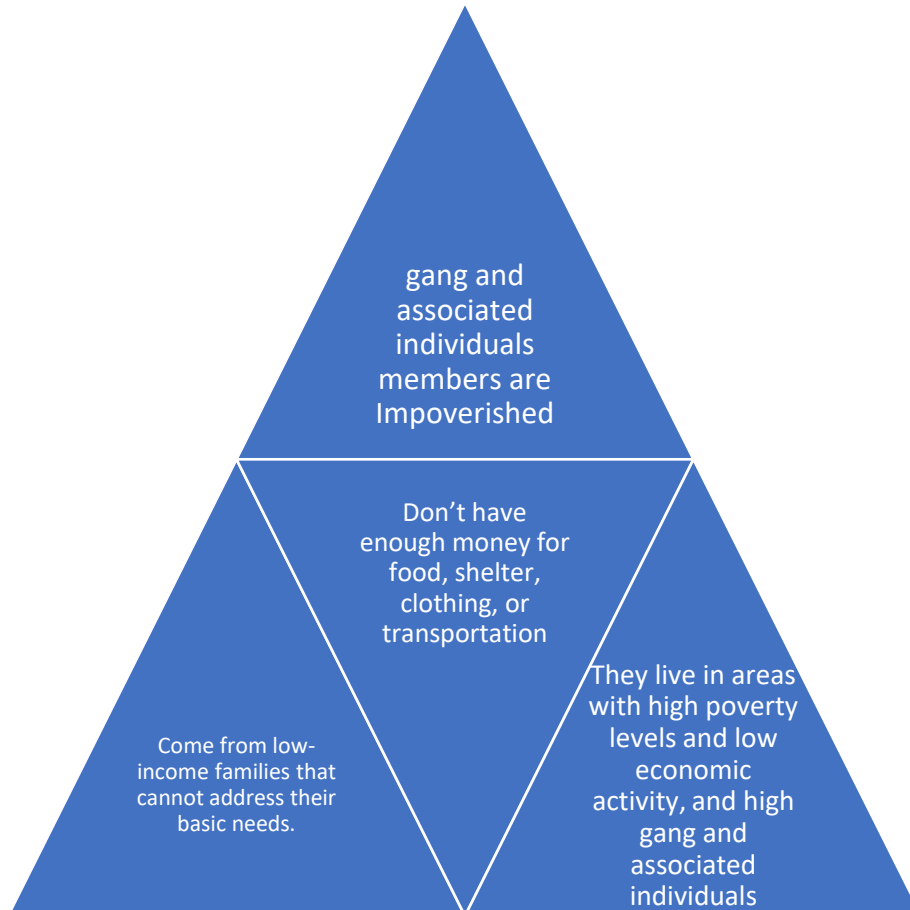 gang and
associated
individuals
members are
Impoverished
Don’t have
enough money for
food, shelter,
clothing, or
transportation
Come from low-
income families that
cannot address their
basic needs.
They live in areas
with high poverty
levels and low
economic
activity, and high
gang and
associated
individuals